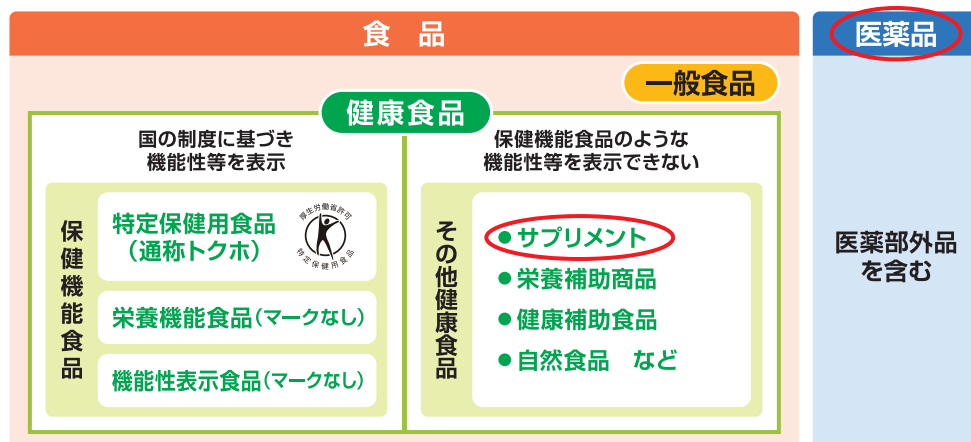 食　品
医薬品
一般食品
健康食品
国の制度に基づき
機能性等を表示
保健機能食品のような
機能性等を表示できない
保健機能食品
特定保健用食品
（通称トクホ）
厚生労働省許可
特定保健用食品
栄養機能食品（マークなし）
機能性表示食品（マークなし）
その他健康食品
●サプリメント
●栄養補助商品
●健康補助食品
●自然食品　など
医薬部外品
を含む